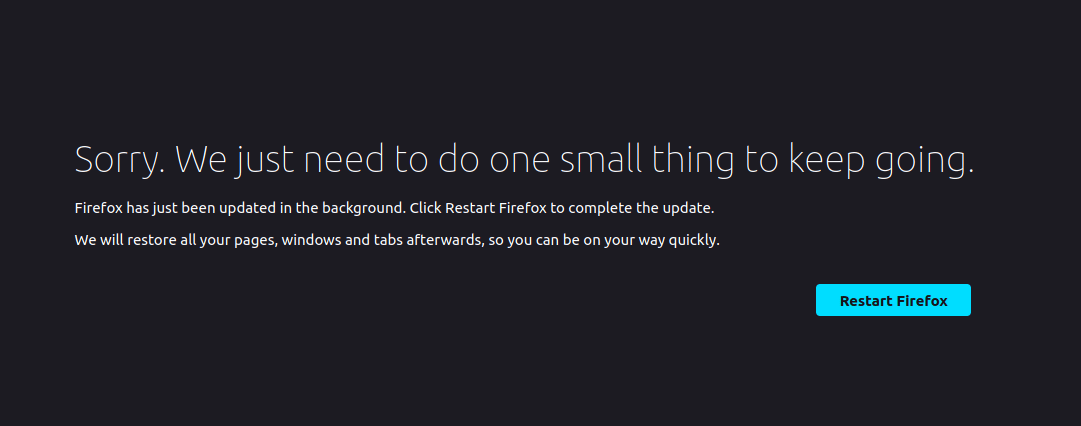 Sorry. We just need to do one small thing to keep going.
Firefox has just been updated in the background. Click Restart Firefox to complete the update.
We will restore all your pages, windows and tabs afterwards, so you can be on your way quickly.
Restart Firefox